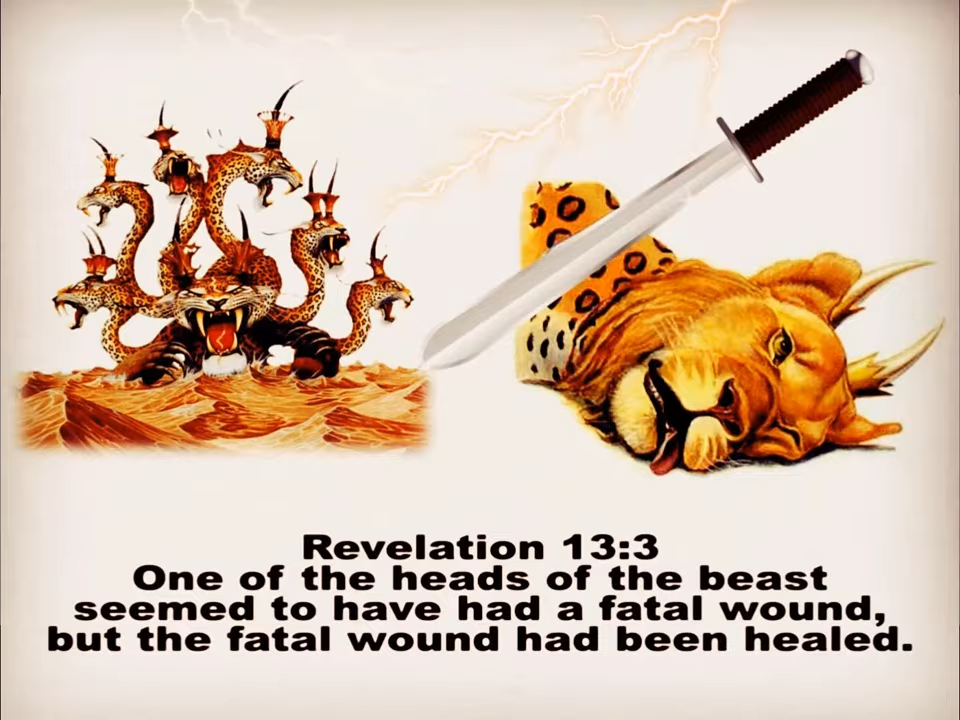 Revelation 13:3
One of the heads of the beast
seemed to have had a fatal wound,
but the fatal wound had been healed.